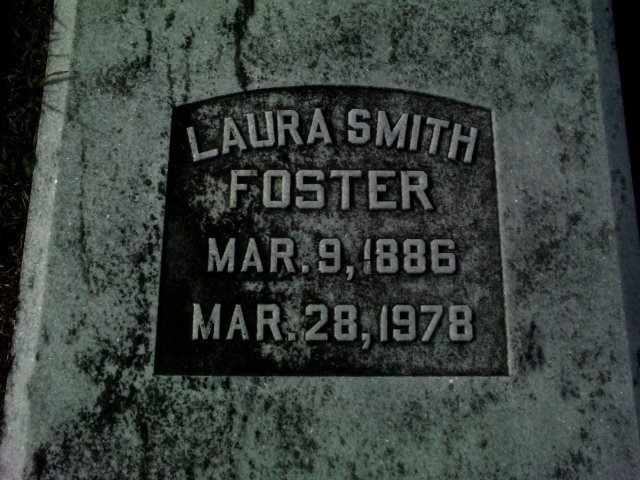 LAURA SMITH
FOSTER
MAR. 9, 1886
MAR. 28, 1978